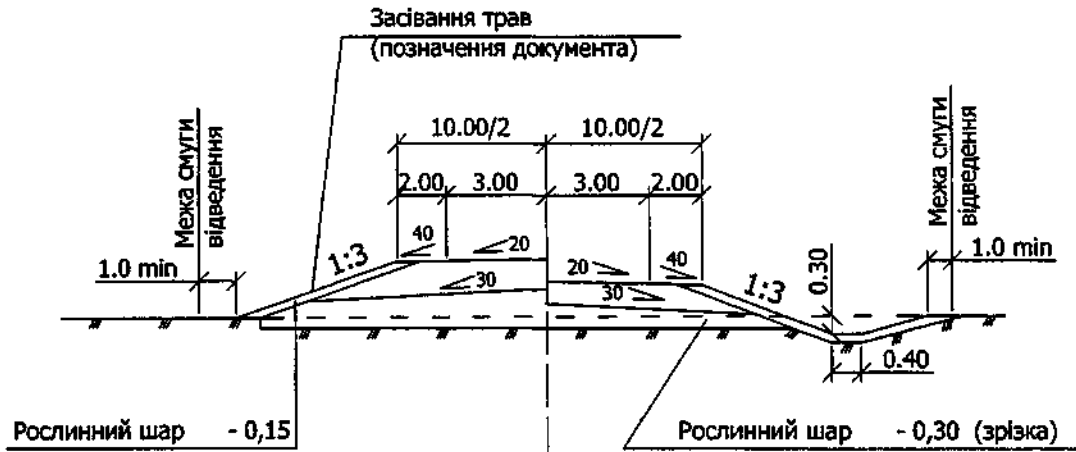 Засівання трав
(позначення документа)
10.00/2 10.00/2
2.00 3.00 3.00 2.00
Межа смуги
відведення
Межа смуги
відведення
1.0 min
1.0 min
40 20
20 40
1:3
30
30
1:3
0.30
0.40
Рослинний шар - 0,15
Рослинний шар - 0,30 (зрізка)